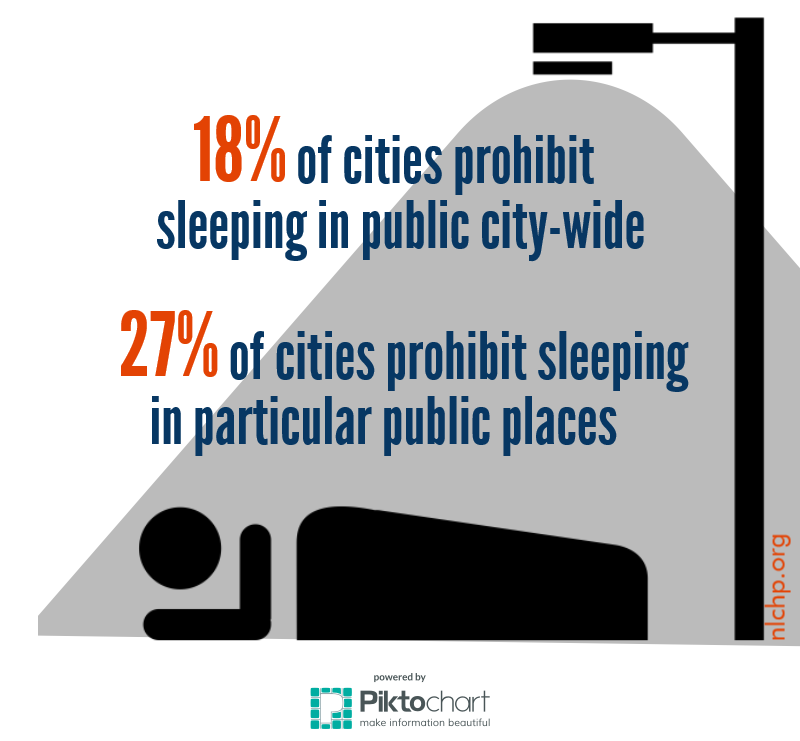 18% of cities prohibit
sleeping in public city-wide
27% of cities prohibit sleeping
in particular public places
nlchp.org
powered by
Piktochart
make information beautiful